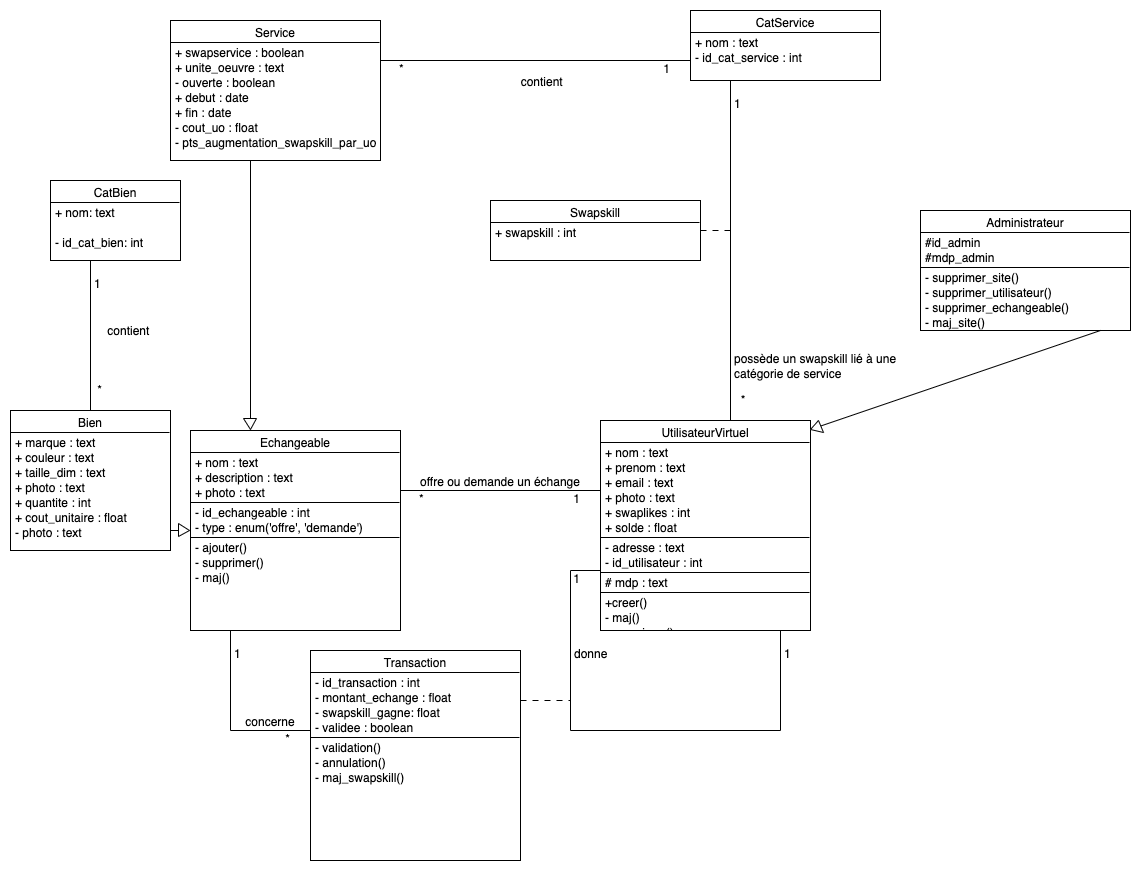 Service
+ swapservice : boolean
+ unite_oeuvre : text
- ouverte : boolean
+ debut : date
+ fin : date
- cout_uo : float
- pts_augmentation_swapskill_par_uo
CatService
+ nom : text
- id_cat_service : int
*
1
contient
1
CatBien
+ nom: text
- id_cat_bien: int
1
contient
*
Swapskill
+ swapskill : int
Administrateur
#id_admin
#mdp_admin
- supprimer_site()
- supprimer_utilisateur()
- supprimer_echangeable()
- maj_site()
possède un swapskill lié à une
catégorie de service
*
Bien
+ marque : text
+ couleur : text
+ taille_dim : text
+ photo : text
+ quantite : int
+ cout_unitaire : float
- photo : text
Echangeable
+ nom : text
+ description : text
+ photo : text
- id_echangeable : int
- type : enum('offre', 'demande')
- ajouter()
- supprimer()
- maj()
offre ou demande un échange
*
1
UtilisateurVirtuel
+ nom : text
+ prenom : text
+ email : text
+ photo : text
+ swaplikes : int
+ solde : float
- adresse : text
- id_utilisateur : int
# mdp : text
+creer()
- maj()
1
donne
1
1
concerne
*
Transaction
- id_transaction : int
- montant_echange : float
- swapskill_gagne: float
- validee : boolean
- validation()
- annulation()
- maj_swapskill()